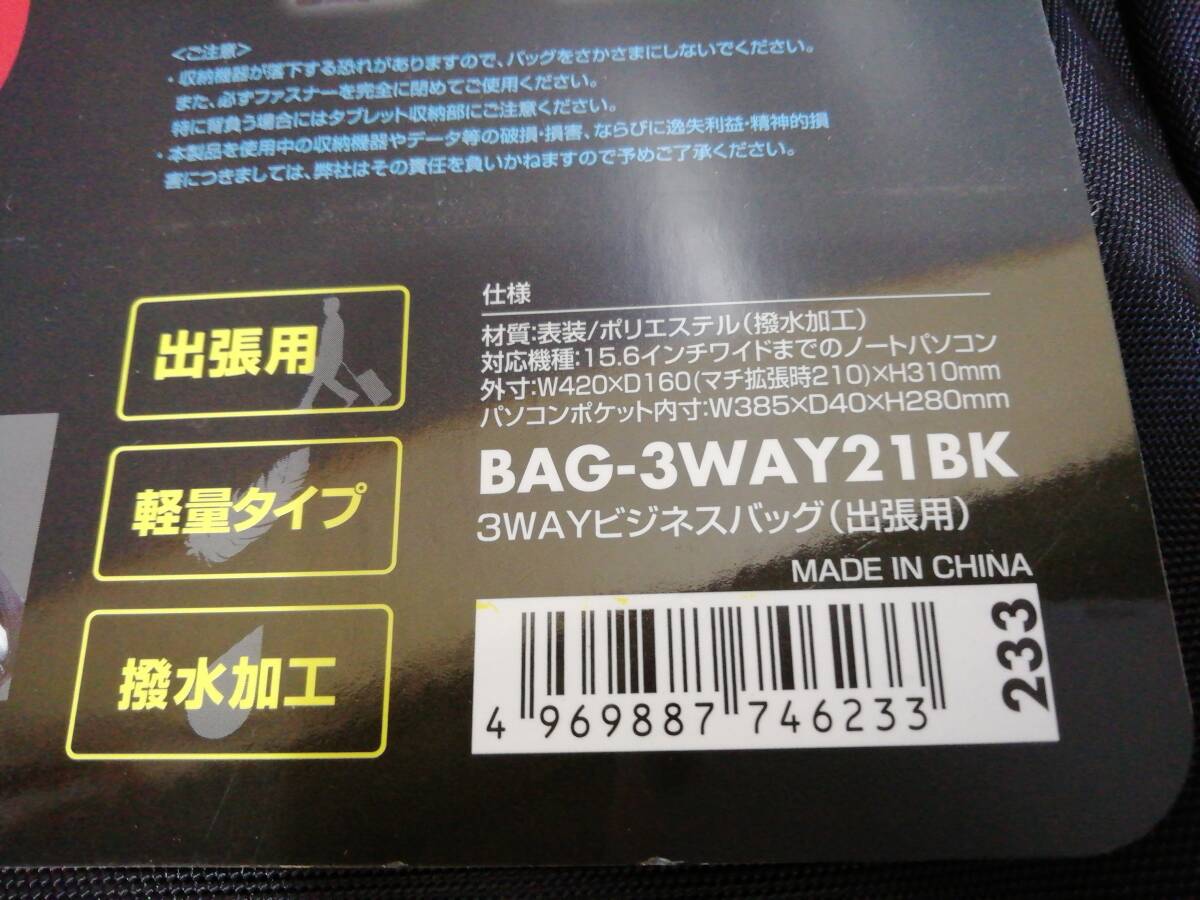 <ご注意>
・収納機器が落下する恐れがありますので、バッグをさかさまにしないでください。
また、必ずファスナーを完全に閉めてご使用ください。
特に背負う場合にはタブレット収納部にご注意ください。
・本製品を使用中の収納機器やデータ等の破損・損害、ならびに逸失利益・精神的損
害につきましては、弊社はその責任を負いかねますので予めご了承ください。
出張用
軽量タイプ
撥水加工
仕様
材質:表装/ポリエステル(撥水加工)
対応機種:15.6インチワイドまでのノートパソコン
外寸:W420×D160(マチ拡張時210)×H310mm
パソコンポケット内寸:W385×D40×H280mm
BAG-3WAY21BK
3WAYビジネスバッグ(出張用)
MADE IN CHINA
4 969887 746233
233